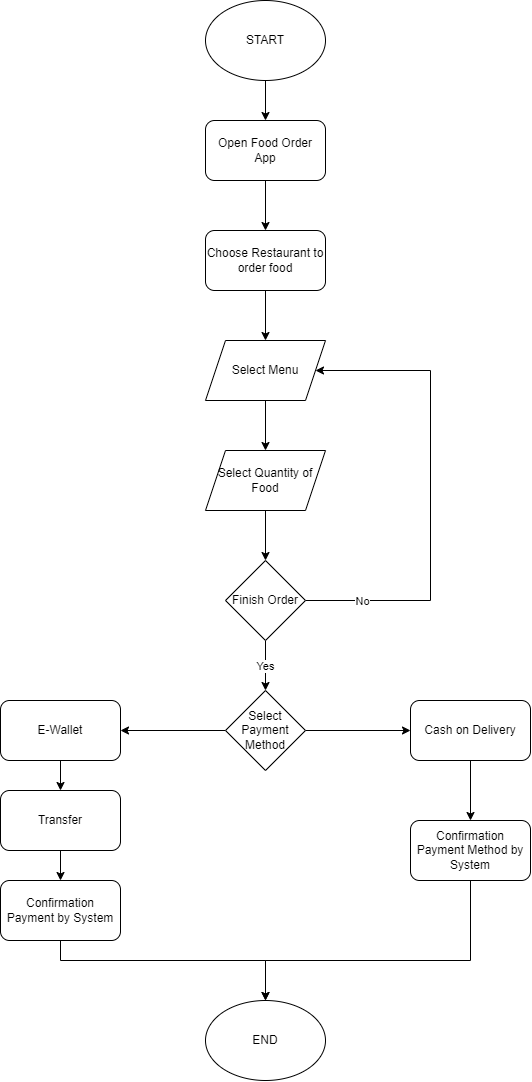 START
Open Food Order
App
Choose Restaurant to
order food
Select Menu
Select Quantity of
Food
Finish Order
No
Yes
E-Wallet
Select
Payment
Method
Cash on Delivery
Transfer
Confirmation
Payment Method by
System
Confirmation
Payment by System
END